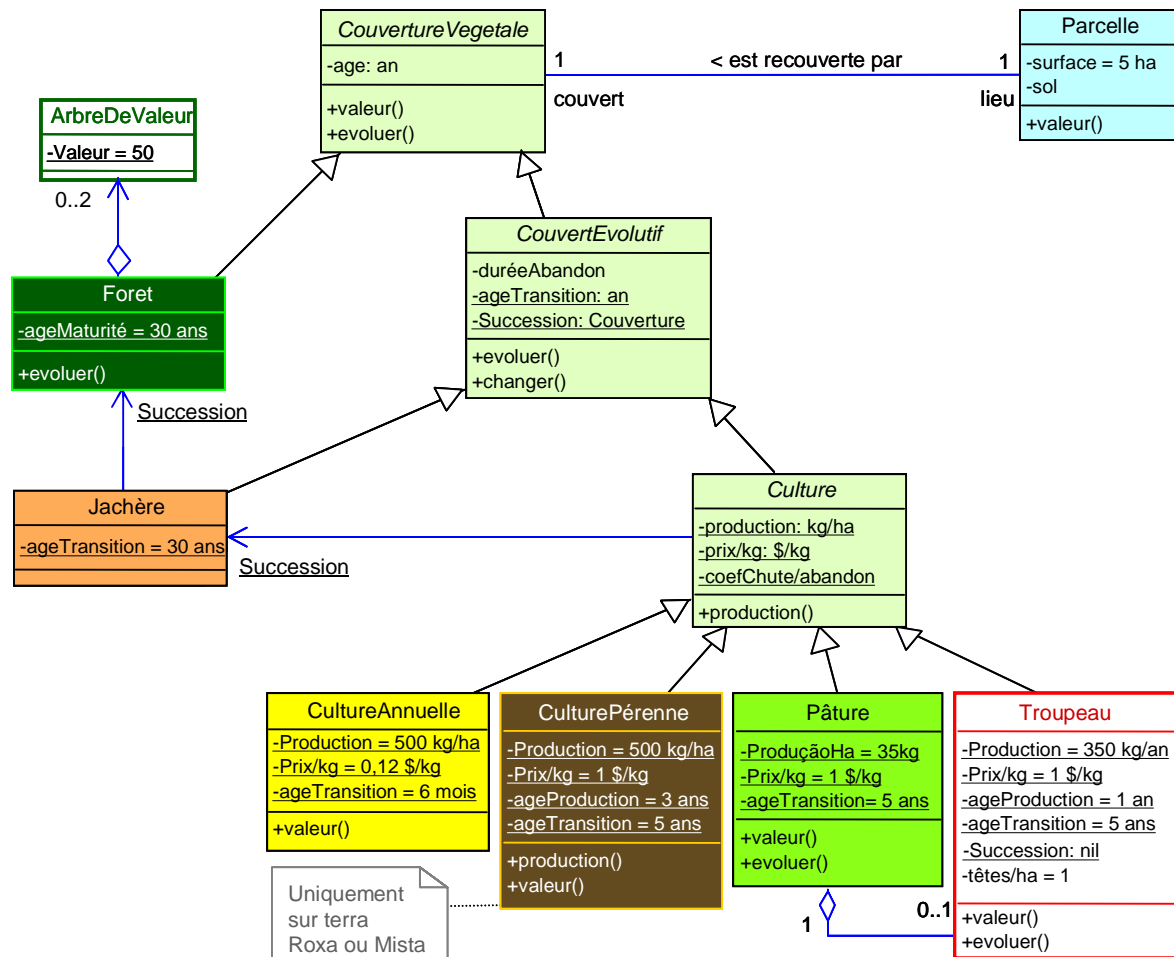 CouvertureVegetale
-age: an
+valeur()
+evoluer()
1
couvert
< est recouverte par
1
lieu
Parcelle
-surface = 5 ha
-sol
+valeur()
ArbreDeValeur
-Valeur = 50
0..2
Foret
-ageMaturité = 30 ans
+evoluer()
CouvertEvolutif
-duréeAbandon
-ageTransition: an
-Succession: Couverture
+evoluer()
+changer()
Succession
Jachère
-ageTransition = 30 ans
Succession
Culture
-production: kg/ha
-prix/kg: $/kg
-coefChute/abandon
+production()
CultureAnnuelle
-Production = 500 kg/ha
-Prix/kg = 0,12 $/kg
-ageTransition = 6 mois
+valeur()
CulturePérenne
-Production = 500 kg/ha
-Prix/kg = 1 $/kg
-ageProduction = 3 ans
-ageTransition = 5 ans
+production()
+valeur()
Pâture
-ProduçãoHa = 35kg
-Prix/kg = 1 $/kg
-ageTransition= 5 ans
+valeur()
+evoluer()
Troupeau
-Production = 350 kg/an
-Prix/kg = 1 $/kg
-ageProduction = 1 an
-ageTransition = 5 ans
-Succession: nil
-têtes/ha = 1
+valeur()
+evoluer()
Uniquement
sur terra
Roxa ou Mista
1
0..1